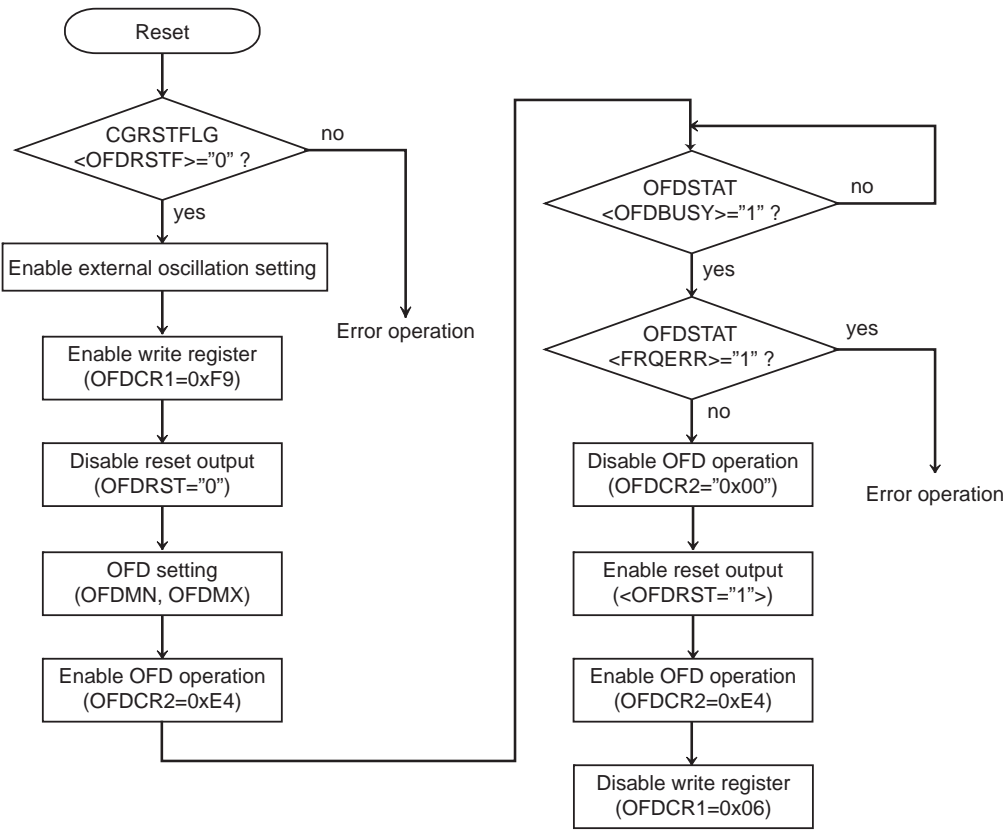 Reset
CGRSTFLG
<OFDRSTF>=”0” ?
no
yes
Enable external oscillation setting
Error operation
Enable write register
(OFDCR1=0xF9)
Disable reset output
(OFDRST=”0”)
OFD setting
(OFDMN, OFDMX)
Enable OFD operation
(OFDCR2=0xE4)
OFDSTAT
<OFDBUSY>=”1” ?
no
yes
OFDSTAT
<FRQERR>=”1” ?
yes
no
Error operation
Disable OFD operation
(OFDCR2=”0x00”)
Enable reset output
(<OFDRST=”1”>)
Enable OFD operation
(OFDCR2=0xE4)
Disable write register
(OFDCR1=0x06)